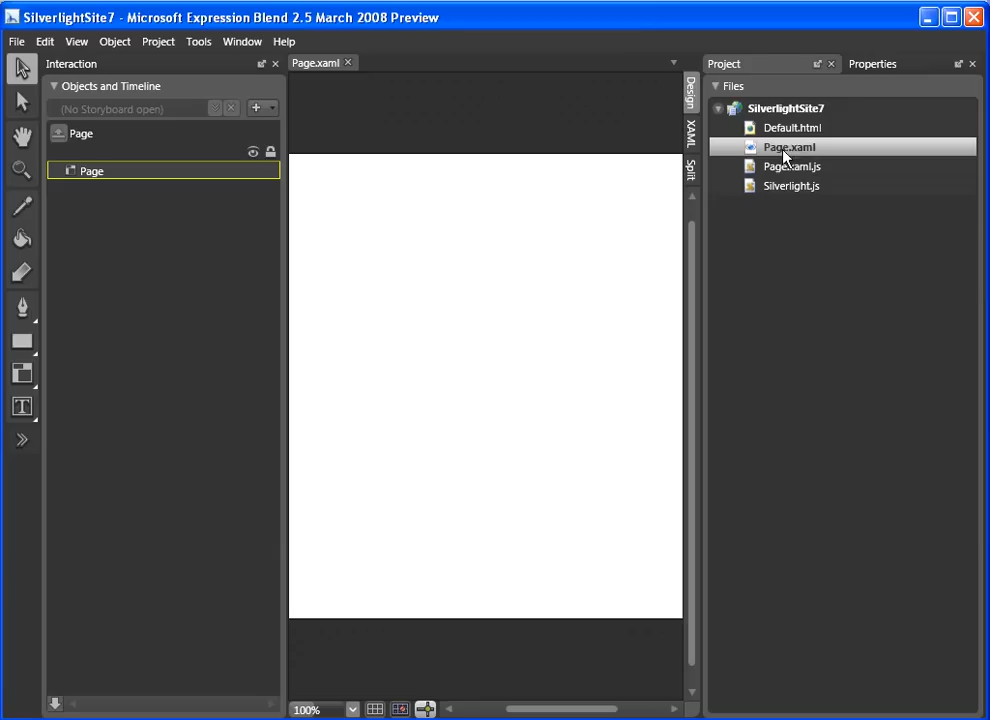 SilverlightSite7 - Microsoft Expression Blend 2.5 March 2008 Preview
File Edit View Object Project Tools Window Help
Interaction
Objects and Timeline
(No Storyboard open)
Page
Page
Page.xaml
Design
XAML
Split
100%
Project Properties
Files
SilverlightSite7
Default.html
Page.xaml
Page.xaml.js
Silverlight.js